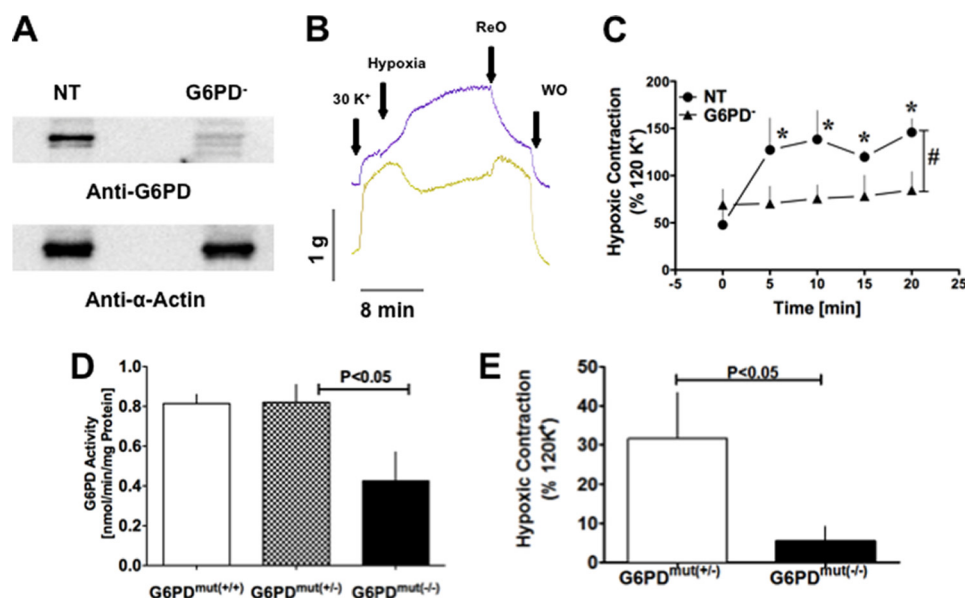 A
NT
G6PD-
Anti-G6PD
Anti-α-Actin
B
30 K+
Hypoxia
ReO
WO
1 g
8 min
C
Hypoxic Contraction
(% 120 K+)
200
150
100
50
0
NT
G6PD-
*
*
*
*
#
-5
0
5
10
15
20
25
Time [min]
D
G6PD Activity
[nmol/min/mg Protein]
1.0
0.8
0.6
0.4
0.2
0.0
P<0.05
G6PDmut(+/+)
G6PDmut(+/-)
G6PDmut(-/-)
E
Hypoxic Contraction
(% 120K+)
50
40
30
20
10
0
P<0.05
G6PDmut(+/-)
G6PDmut(-/-)